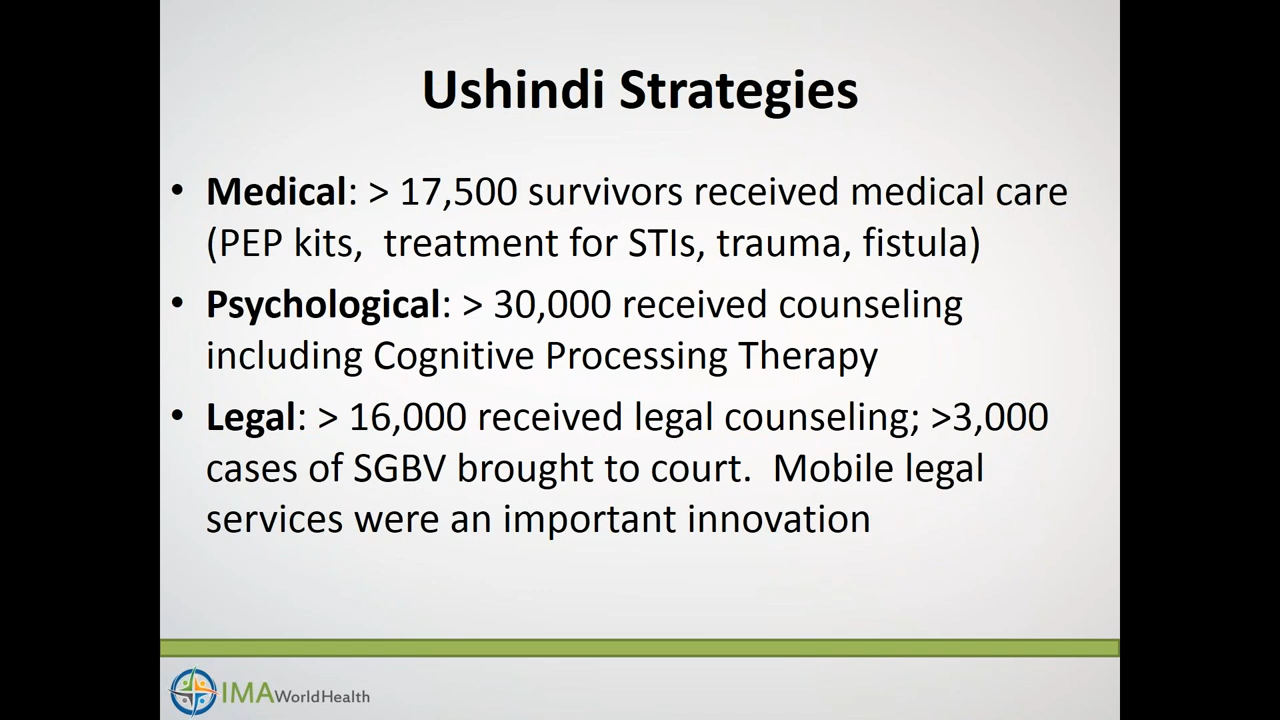 Ushindi Strategies
• Medical: > 17,500 survivors received medical care
(PEP kits,  treatment for STIs, trauma, fistula)
• Psychological: > 30,000 received counseling
including Cognitive Processing Therapy
• Legal: > 16,000 received legal counseling; >3,000
cases of SGBV brought to court.  Mobile legal
services were an important innovation
IMAWorldHealth